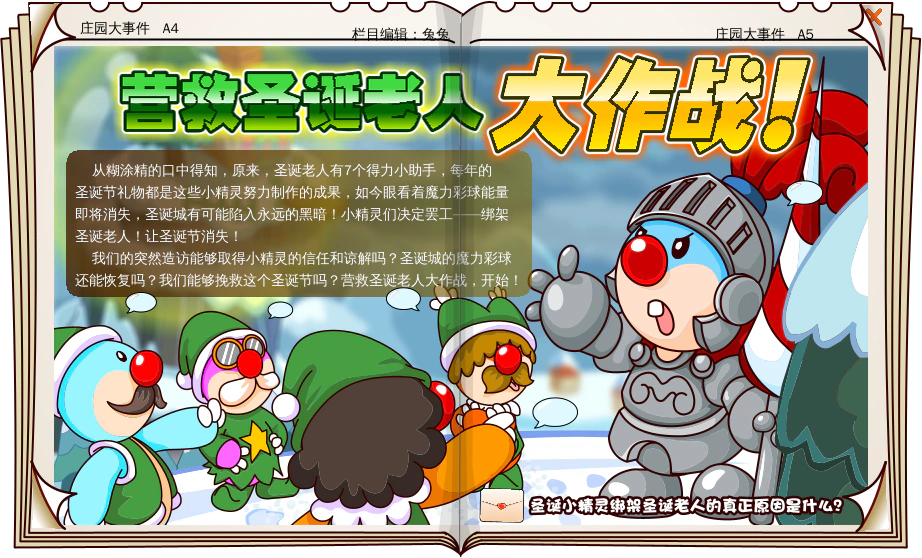 庄园大事件 A4
栏目编辑：兔兔
庄园大事件 A5
营救圣诞老人大作战！
从糊涂精的口中得知，原来，圣诞老人有7个得力小助手，每年的
圣诞节礼物都是这些小精灵努力制作的成果，如今眼看着魔力彩球能量
即将消失，圣诞城有可能陷入永远的黑暗！小精灵们决定罢工——绑架
圣诞老人！让圣诞节消失！
我们的突然造访能够取得小精灵的信任和谅解吗？圣诞城的魔力彩球
还能恢复吗？我们能够挽救这个圣诞节吗？营救圣诞老人大作战，开始！
圣诞小精灵绑架圣诞老人的真正原因是什么？